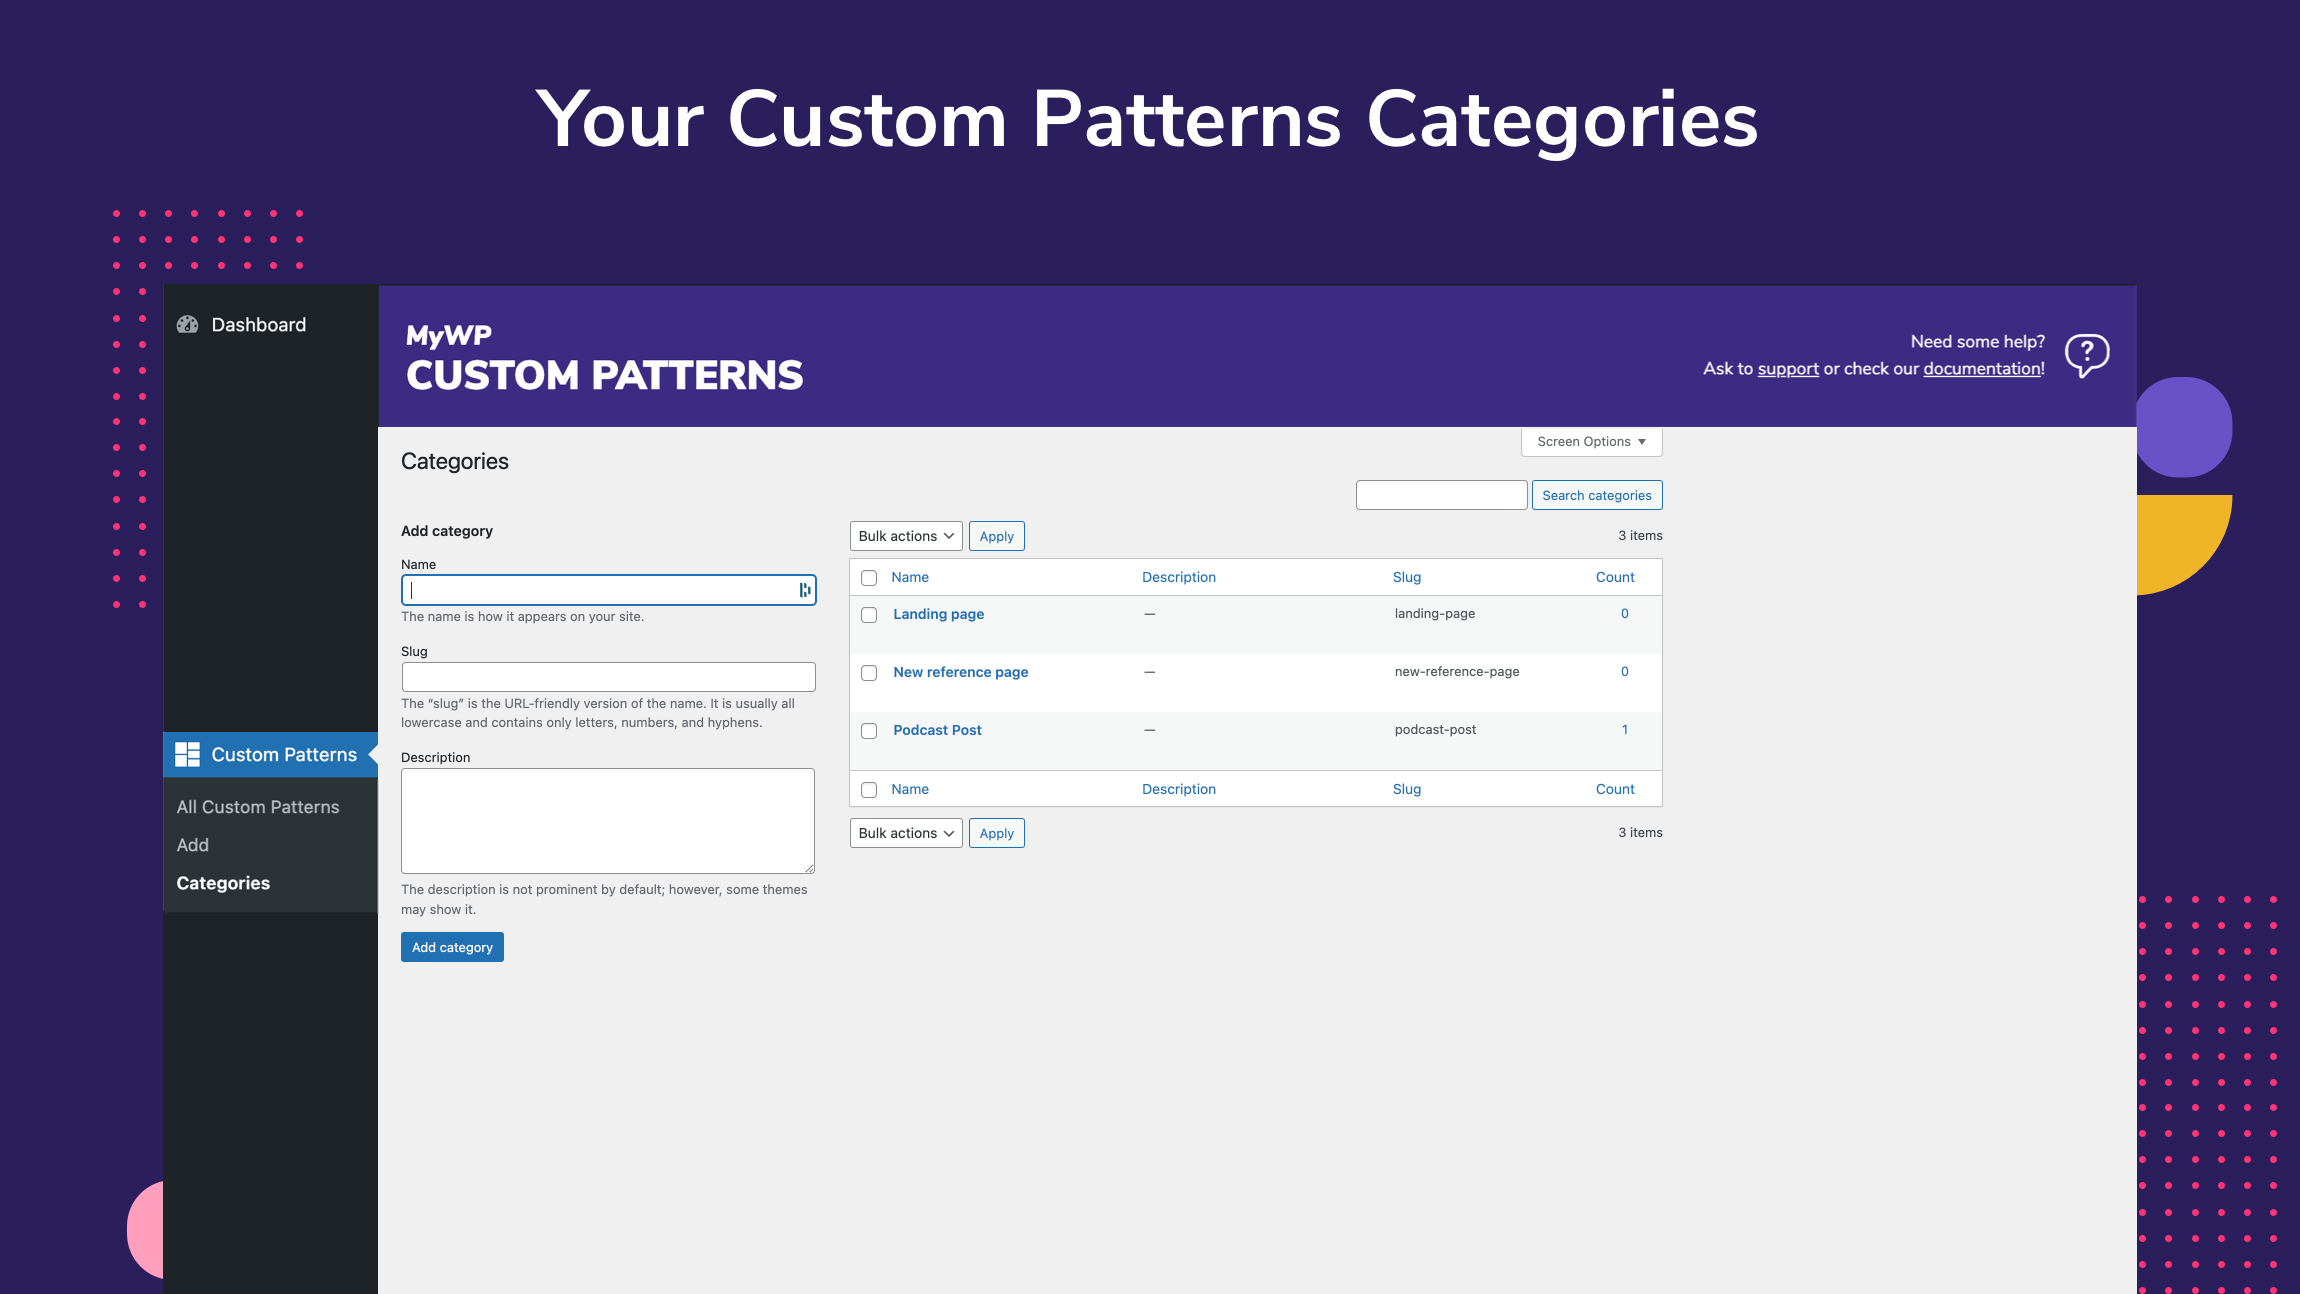 Your Custom Patterns Categories
Dashboard
MyWP
CUSTOM PATTERNS
Need some help?
Ask to support or check our documentation!
Screen Options
Categories
Search categories
Add category
Bulk actions
Apply
3 items
Name
The name is how it appears on your site.
Slug
The “slug” is the URL-friendly version of the name. It is usually all
lowercase and contains only letters, numbers, and hyphens.
Description
The description is not prominent by default; however, some themes
may show it.
Add category
Name Description Slug Count
Landing page — landing-page 0
New reference page — new-reference-page 0
Podcast Post — podcast-post 1
Name Description Slug Count
Bulk actions
Apply
3 items
Custom Patterns
All Custom Patterns
Add
Categories